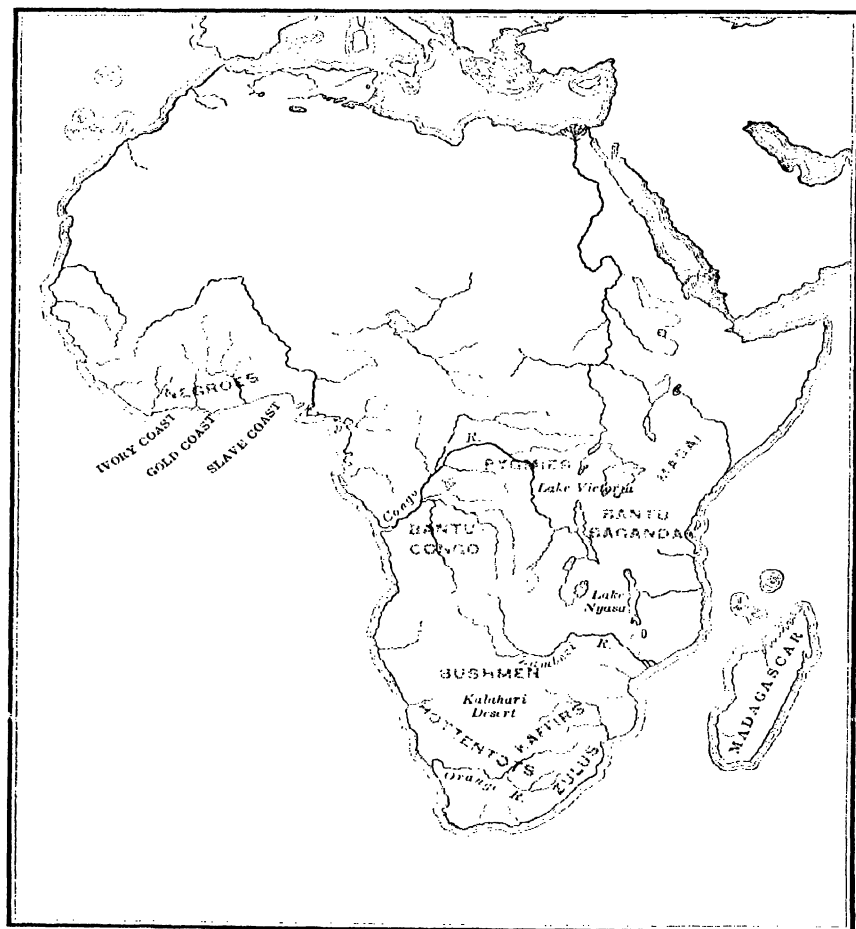 NEGROES
IVORY COAST
GOLD COAST
SLAVE COAST
Congo
R.
PYGMIES
Lake Victoria
MASAI
BANTU
CONGO
BANTU
BAGANDA
Lake
Nyasa
Zambesi
R.
BUSHMEN
Kalahari
Desert
HOTTENTOTS
KAFFIRS
ZULUS
Orange
R.
MADAGASCAR